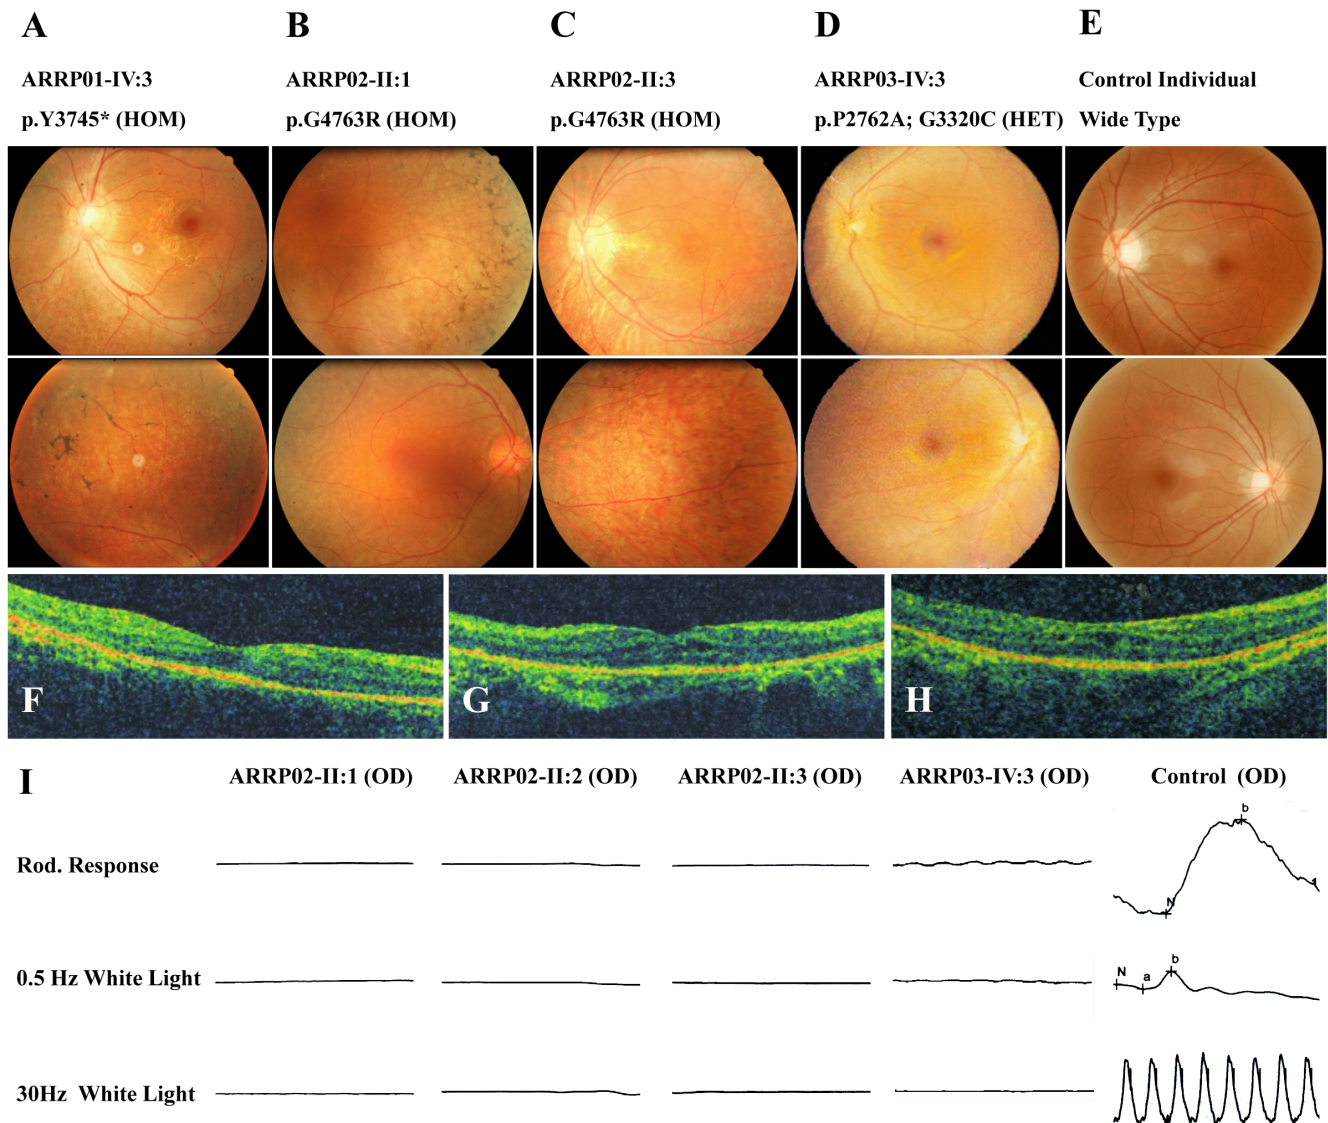 A
B
C
D
E
ARRP01-IV:3
ARRP02-II:1
ARRP02-II:3
ARRP03-IV:3
Control Individual
p.Y3745* (HOM)
p.G4763R (HOM)
p.G4763R (HOM)
p.P2762A; G3320C (HET)
Wide Type
F
G
H
I
ARRP02-II:1 (OD)
ARRP02-II:2 (OD)
ARRP02-II:3 (OD)
ARRP03-IV:3 (OD)
Control (OD)
b
Rod. Response
N
1
0.5 Hz White Light
N
a
b
30Hz White Light